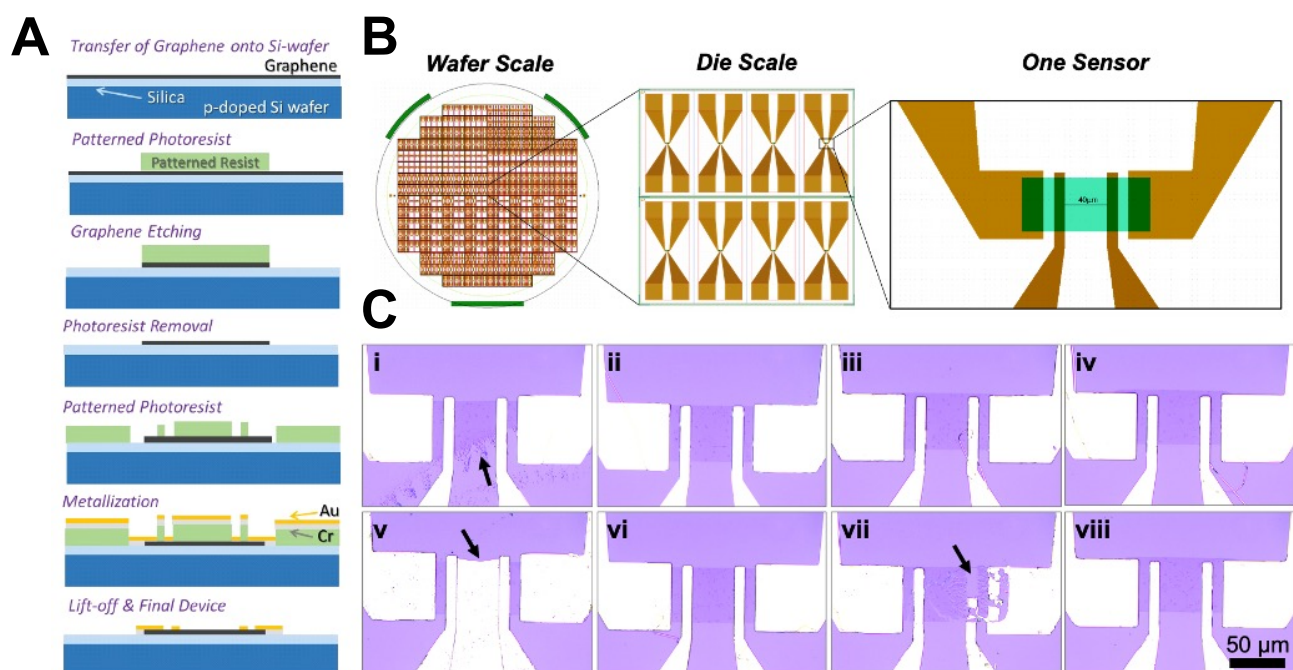 A
Transfer of Graphene onto Si-wafer
Graphene
Silica
p-doped Si wafer
Patterned Photoresist
Patterned Resist
Graphene Etching
Photoresist Removal
Patterned Photoresist
Metallization
Au
Cr
Lift-off & Final Device
B
Wafer Scale
Die Scale
One Sensor
40µm
C
i
ii
iii
iv
v
vi
vii
viii
50 µm